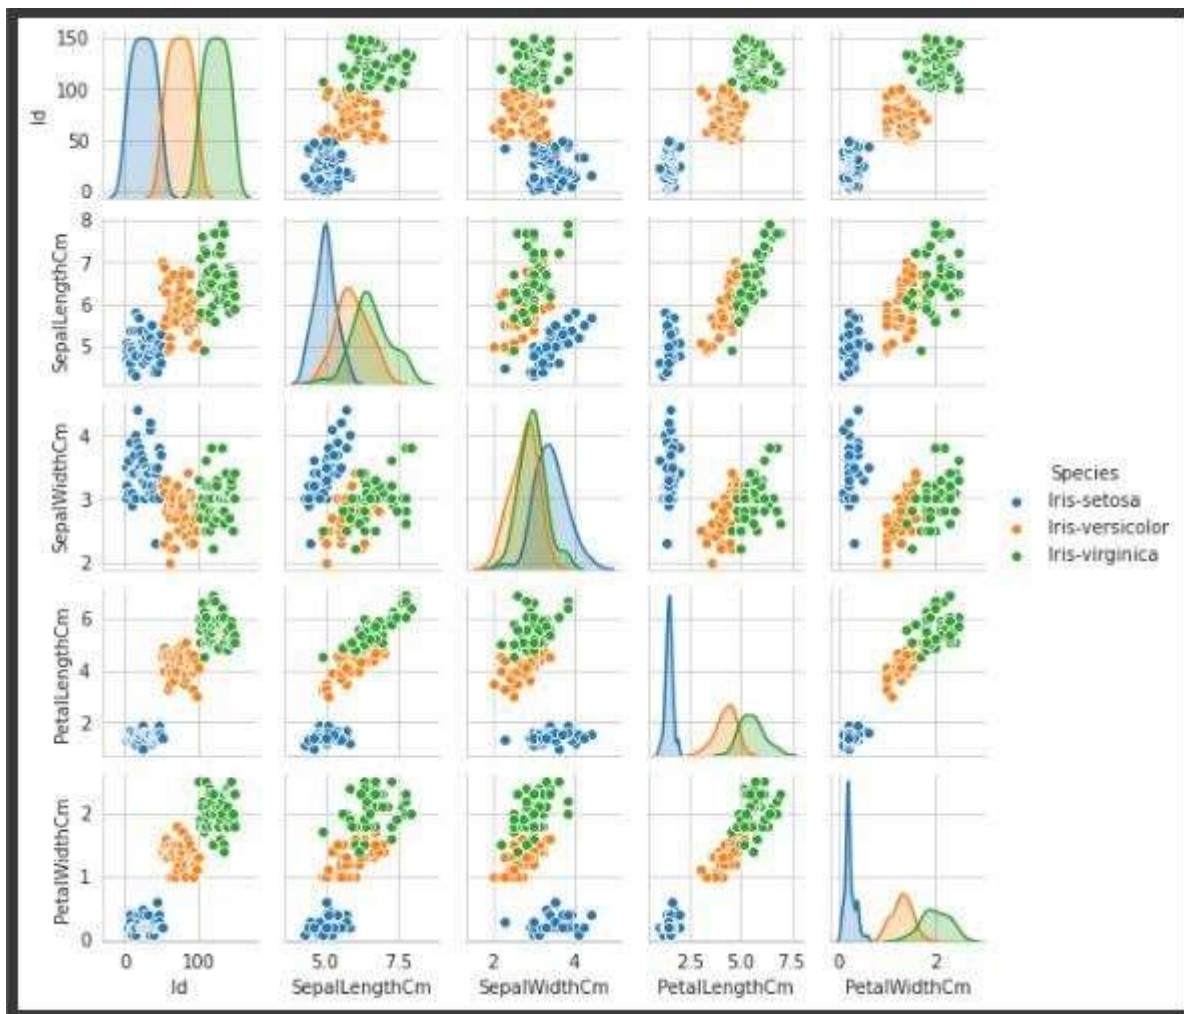 150
100
50
0
Id
8
7
6
5
SepalLengthCm
4
3
2
SepalWidthCm
Species
Iris-setosa
Iris-versicolor
Iris-virginica
6
4
2
PetalLengthCm
2
1
0
PetalWidthCm
0 100
Id
5.0 7.5
SepalLengthCm
2 4
SepalWidthCm
2.5 5.0 7.5
PetalLengthCm
0 2
PetalWidthCm